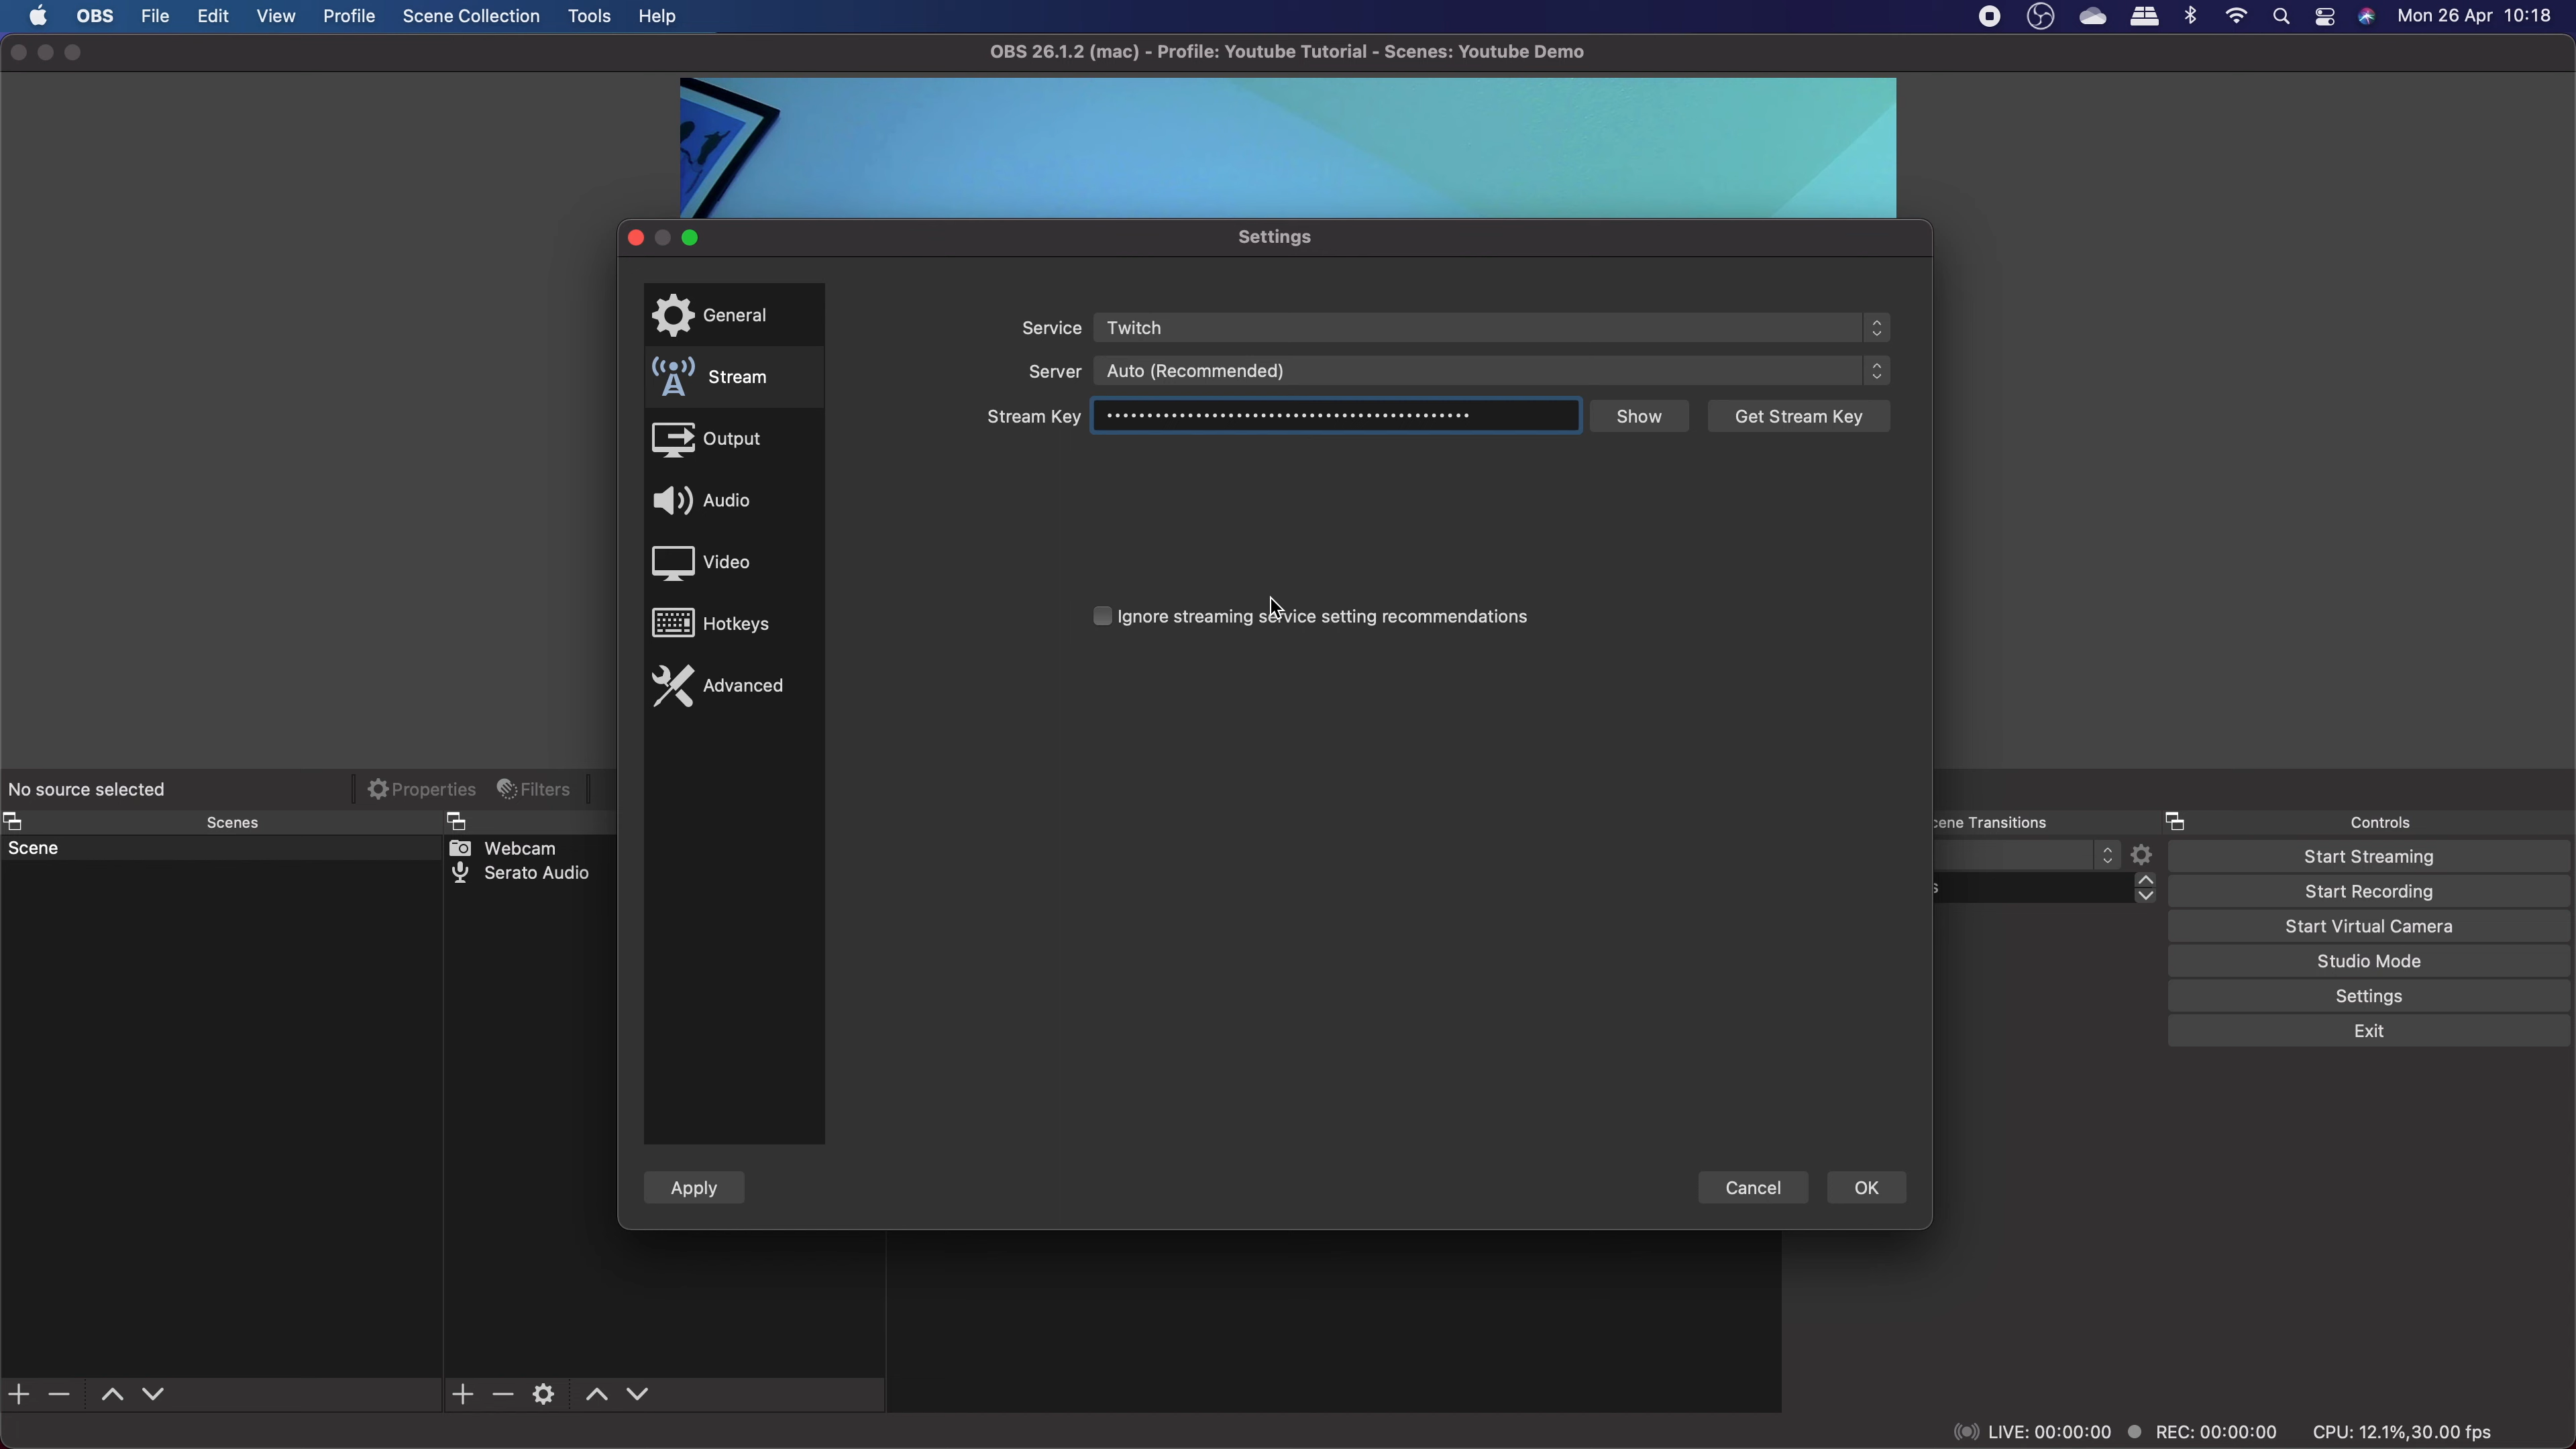 OBS File Edit View Profile Scene Collection Tools Help Mon 26 Apr 10:18
OBS 26.1.2 (mac) - Profile: Youtube Tutorial - Scenes: Youtube Demo
Settings
General
Stream
Output
Audio
Video
Hotkeys
Advanced
Service Twitch
Server Auto (Recommended)
Stream Key •••••••••••••••••••••••••••••••••••••••••••• Show Get Stream Key
Ignore streaming service setting recommendations
Apply Cancel OK
No source selected Properties Filters
Scenes
Scene
Webcam
Serato Audio
cene Transitions
s
Controls
Start Streaming
Start Recording
Start Virtual Camera
Studio Mode
Settings
Exit
LIVE: 00:00:00 REC: 00:00:00 CPU: 12.1%,30.00 fps